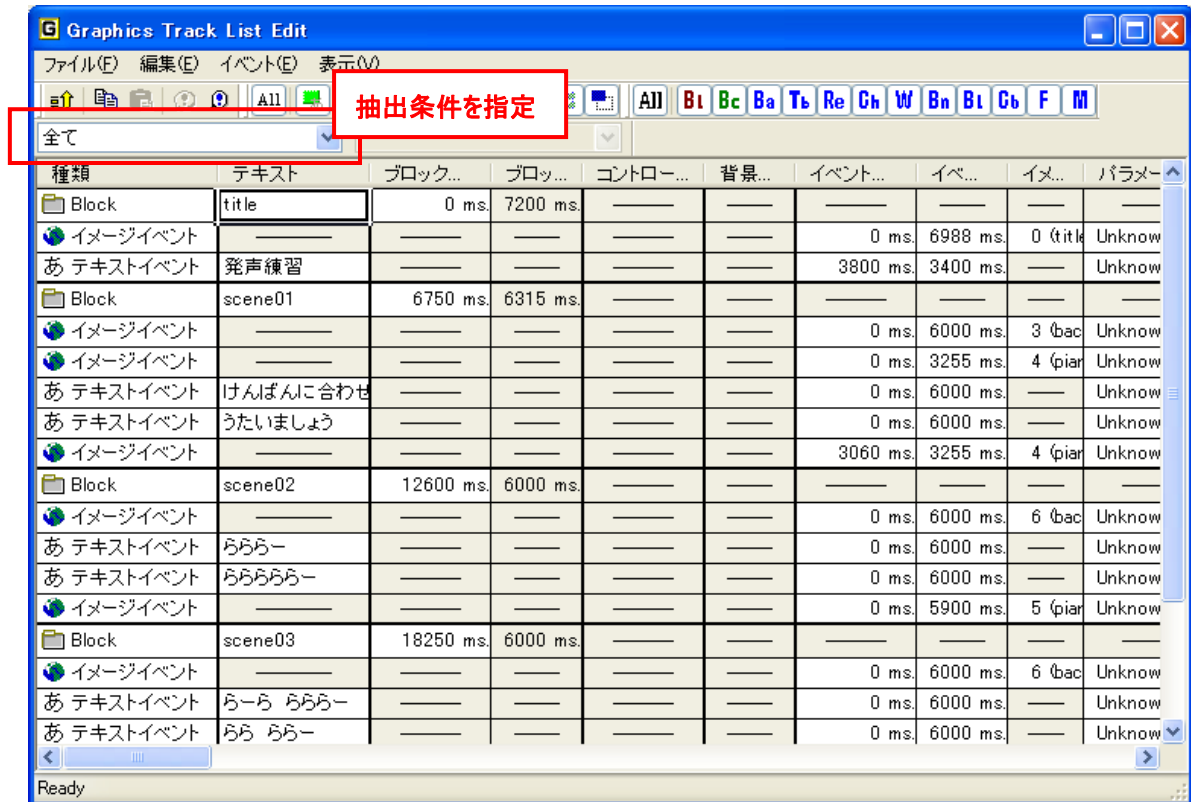 Graphics Track List Edit
ファイル(F) 編集(E) イベント(E) 表示(V)
All 抽出条件を指定 All Bl Bc Ba Tb Re Ch W Bn Bl Cb F M
全て
種類 テキスト ブロック... ブロッ... コントロー... 背景... イベント... イベ... イメ... パラメー
Block title 0 ms. 7200 ms. ——— —— ——— —— —— ——
イメージイベント ——— ——— —— ——— —— 0 ms. 6988 ms. 0 (title Unknow
あ テキストイベント 発声練習 ——— —— ——— —— 3800 ms. 3400 ms. —— Unknow
Block scene01 6750 ms. 6315 ms. ——— —— ——— —— —— ——
イメージイベント ——— ——— —— ——— —— 0 ms. 6000 ms. 3 (bac Unknow
イメージイベント ——— ——— —— ——— —— 0 ms. 3255 ms. 4 (piar Unknow
あ テキストイベント けんばんに合わせ ——— —— ——— —— 0 ms. 6000 ms. —— Unknow
あ テキストイベント うたいましょう ——— —— ——— —— 0 ms. 6000 ms. —— Unknow
イメージイベント ——— ——— —— ——— —— 3060 ms. 3255 ms. 4 (piar Unknow
Block scene02 12600 ms. 6000 ms. ——— —— ——— —— —— ——
イメージイベント ——— ——— —— ——— —— 0 ms. 6000 ms. 6 (bac Unknow
あ テキストイベント らららー ——— —— ——— —— 0 ms. 6000 ms. —— Unknow
あ テキストイベント らららららー ——— —— ——— —— 0 ms. 6000 ms. —— Unknow
イメージイベント ——— ——— —— ——— —— 0 ms. 5900 ms. 5 (piar Unknow
Block scene03 18250 ms. 6000 ms. ——— —— ——— —— —— ——
イメージイベント ——— ——— —— ——— —— 0 ms. 6000 ms. 6 (bac Unknow
あ テキストイベント らーら らららー ——— —— ——— —— 0 ms. 6000 ms. —— Unknow
あ テキストイベント らら ららー ——— —— ——— —— 0 ms. 6000 ms. —— Unknow
Ready